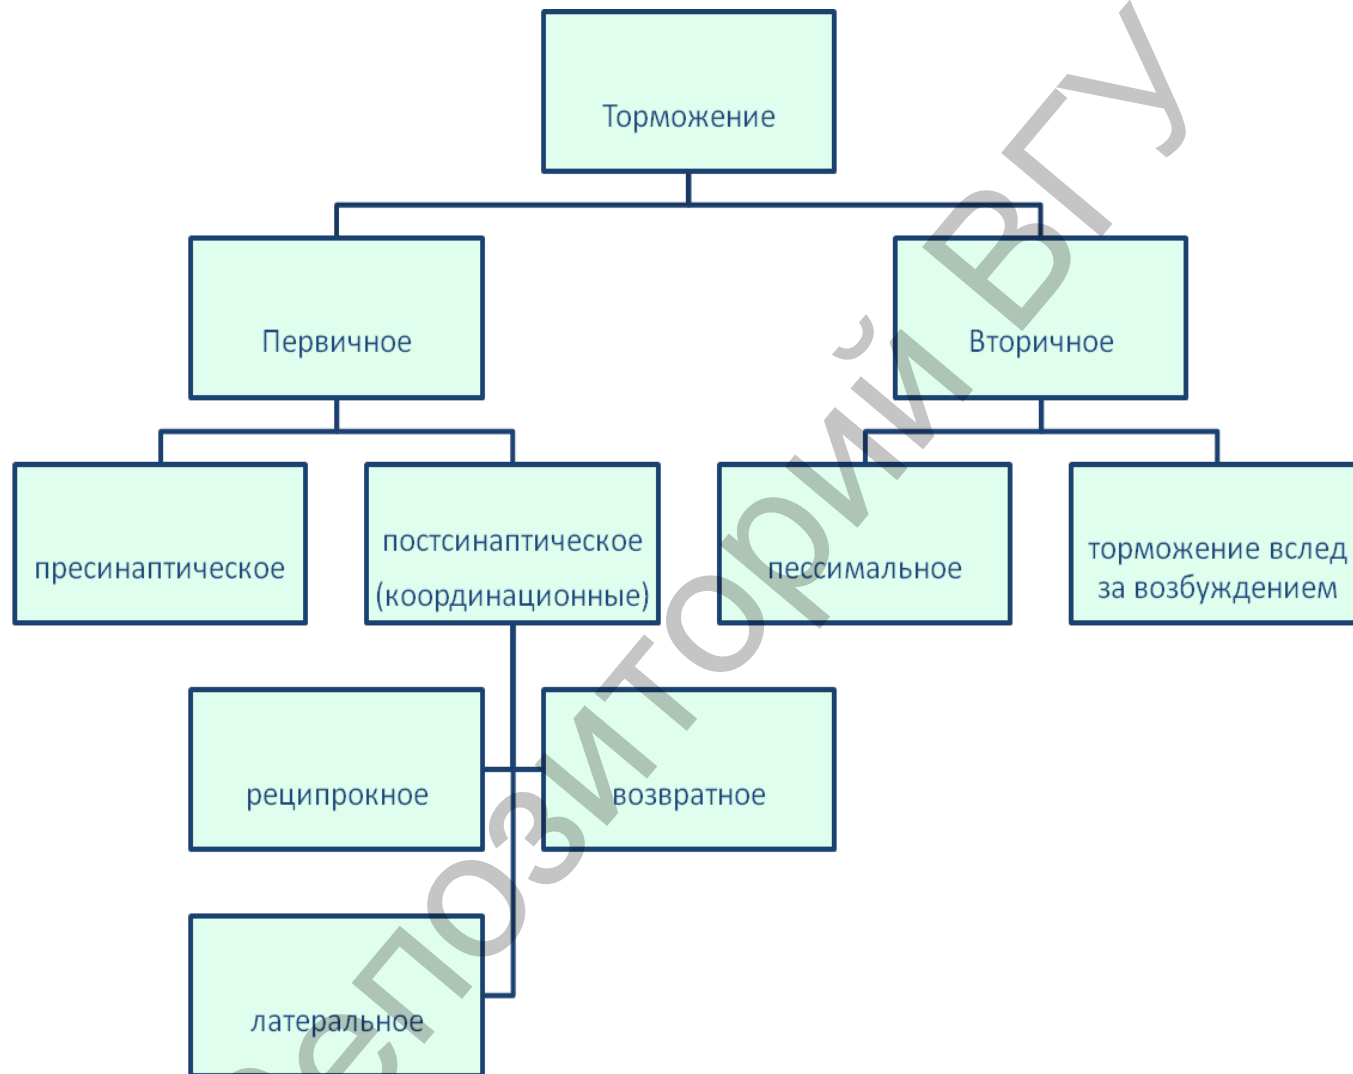 Торможение
Первичное
Вторичное
пресинаптическое
постсинаптическое
(координационные)
пессимальное
торможение вслед
за возбуждением
реципрокное
возвратное
латеральное
Репозиторий ВГУ